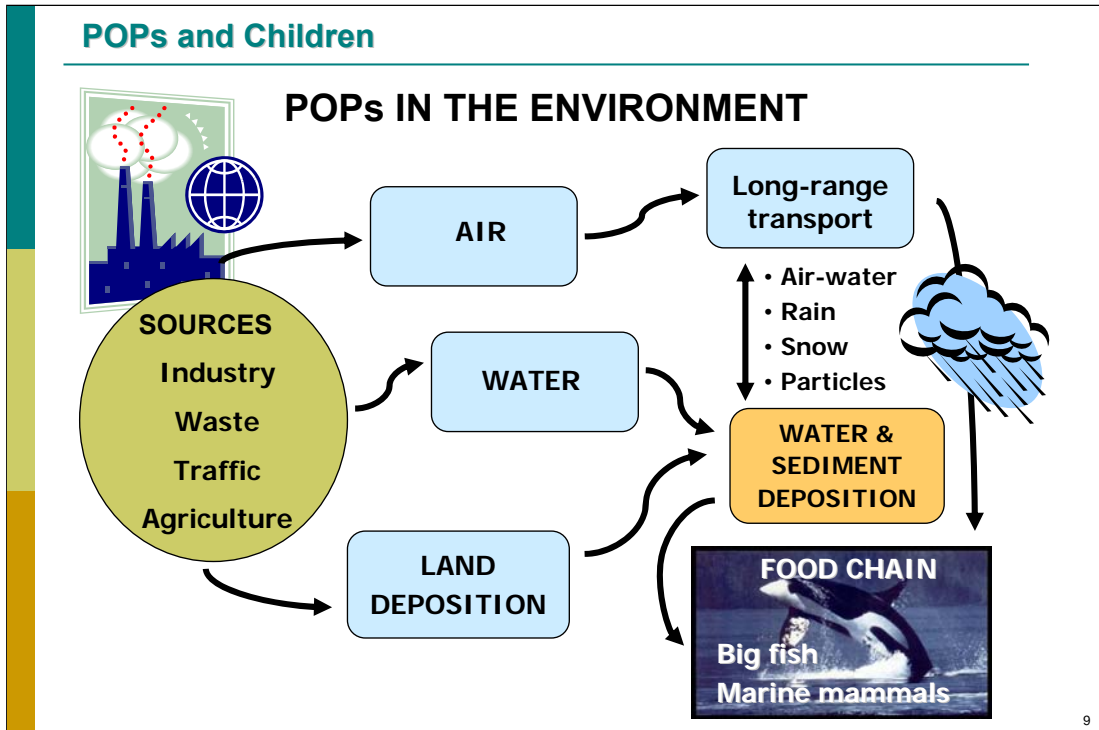 POPs and Children
POPs IN THE ENVIRONMENT
AIR
Long-range
transport
• Air-water
• Rain
• Snow
• Particles
SOURCES
Industry
Waste
Traffic
Agriculture
WATER
WATER &
SEDIMENT
DEPOSITION
LAND
DEPOSITION
FOOD CHAIN
Big fish
Marine mammals
9